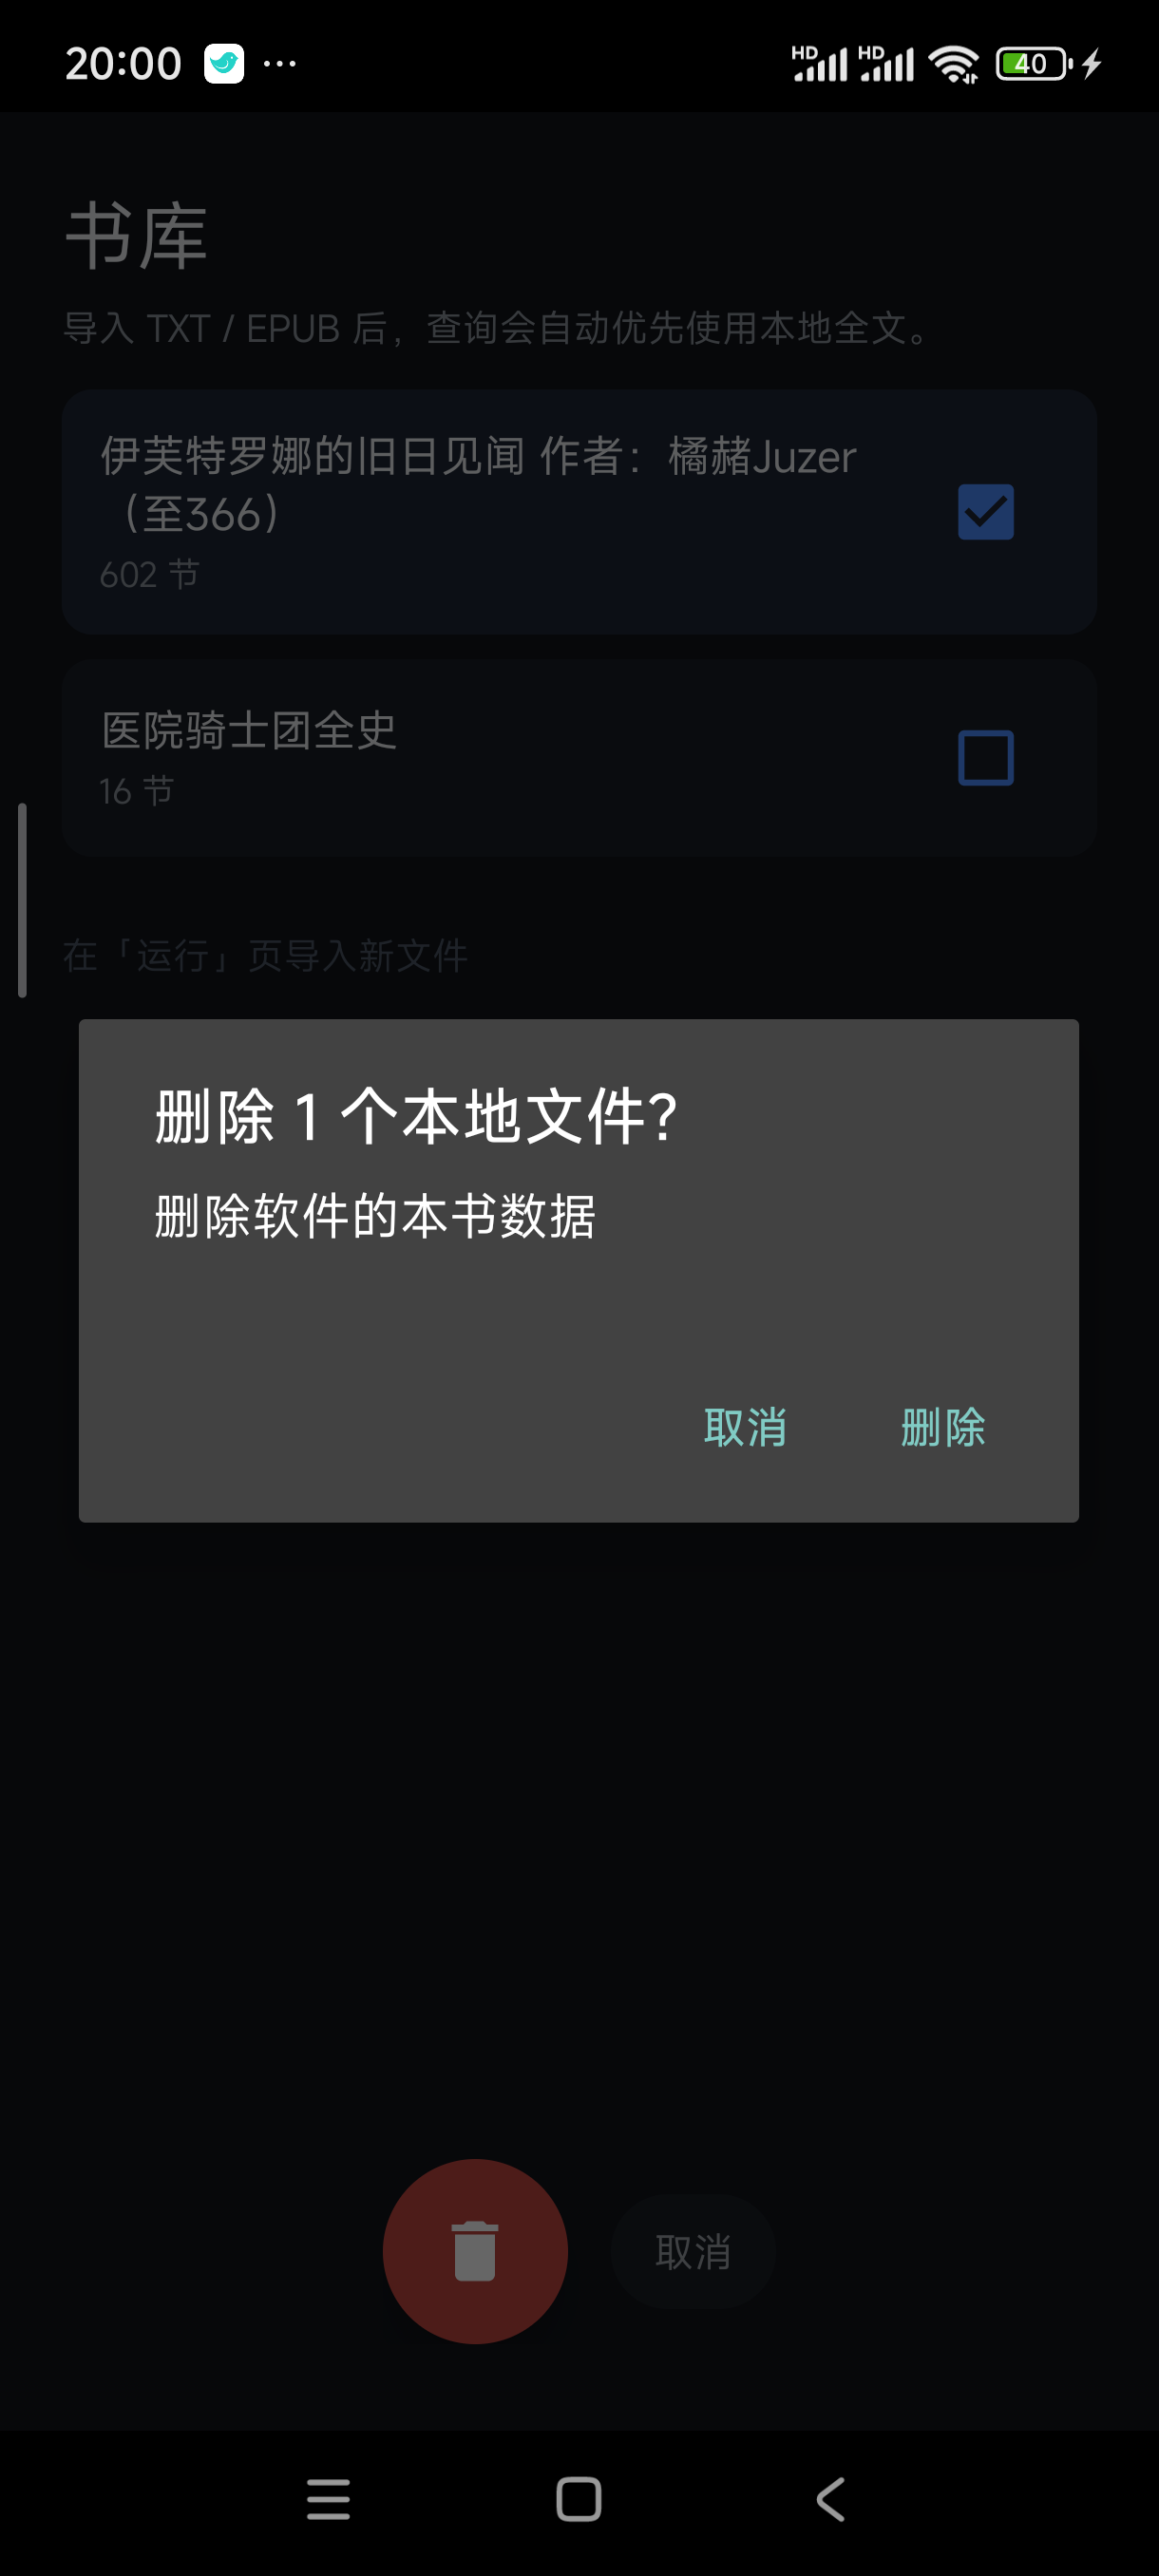 20:00
HD HD 40
书库
导入 TXT / EPUB 后，查询会自动优先使用本地全文。
伊芙特罗娜的旧日见闻 作者：橘赫Juzer
（至366）
602 节
医院骑士团全史
16 节
在「运行」页导入新文件
删除 1 个本地文件?
删除软件的本书数据
取消 删除
取消